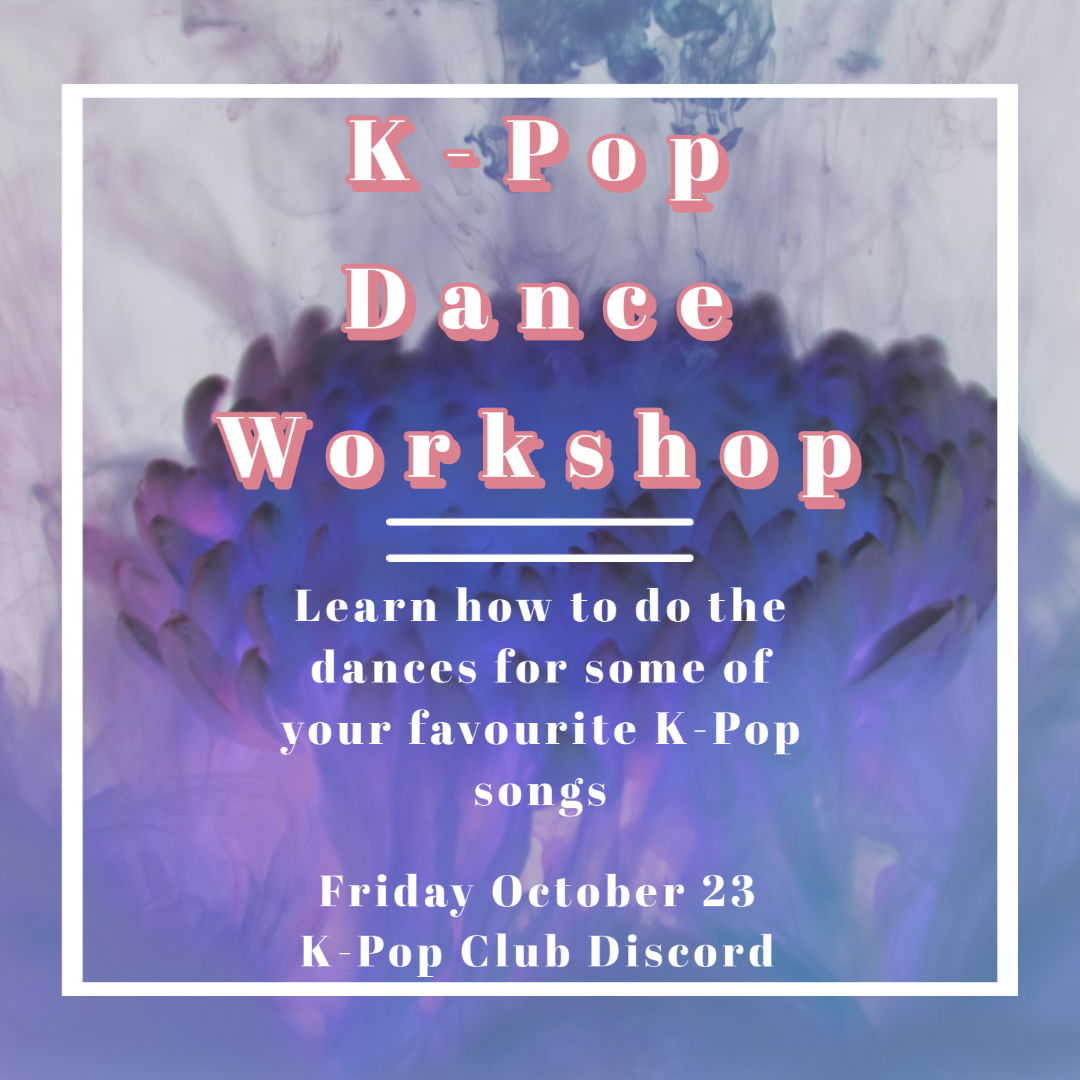 K-Pop
Dance
Workshop
Learn how to do the
dances for some of
your favourite K-Pop
songs
Friday October 23
K-Pop Club Discord